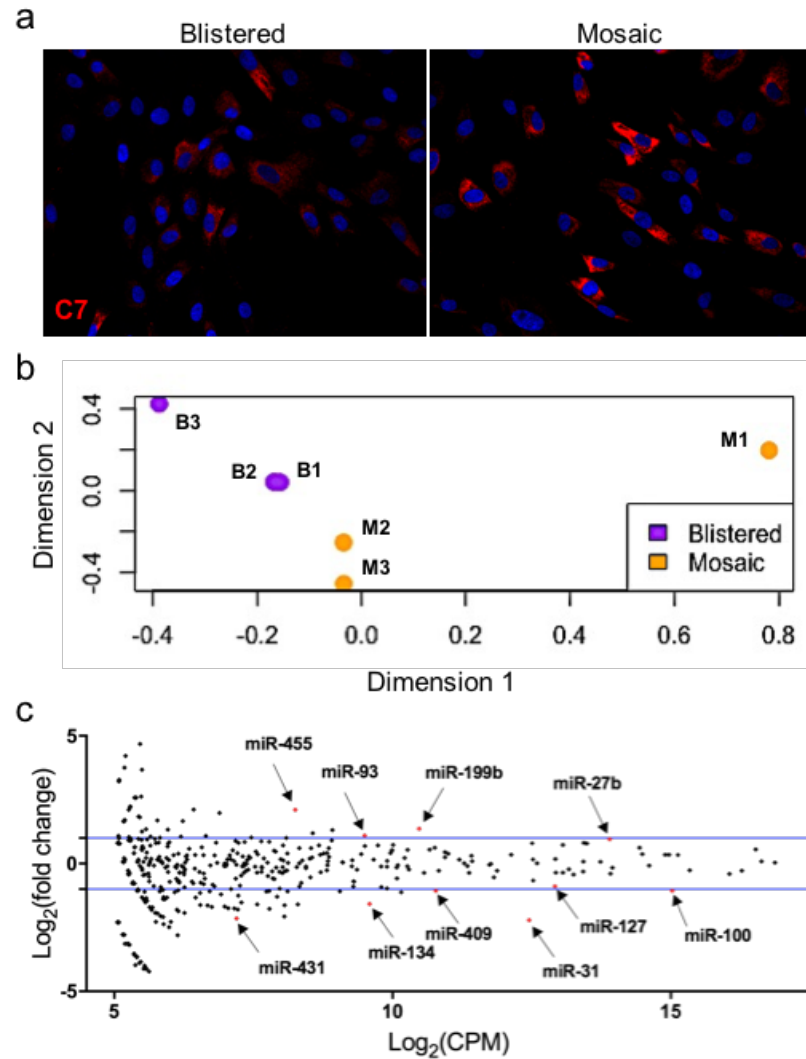 a
Blistered Mosaic
C7
b
Dimension 2
0.4
0.0
-0.4
B3
B2 B1
M2
M3
M1
Blistered
Mosaic
-0.4 -0.2 0.0 0.2 0.4 0.6 0.8
Dimension 1
c
Log2(fold change)
5
0
-5
miR-455
miR-93
miR-199b
miR-27b
miR-431
miR-134
miR-409
miR-31
miR-127
miR-100
5 10 15
Log2(CPM)